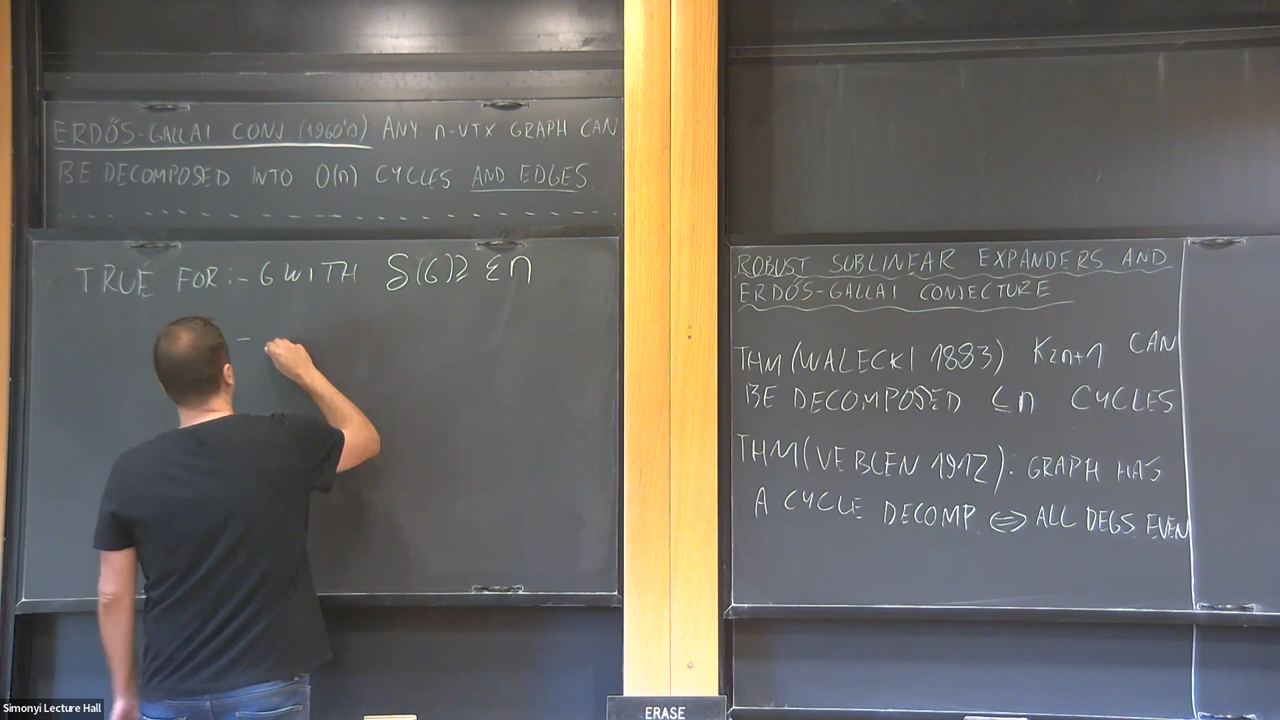 ERDŐS-GALLAI CONJ (1960'n) ANY n-VTX GRAPH CAN
BE DECOMPOSED INTO O(n) CYCLES AND EDGES.
TRUE FOR:- G WITH δ(G)≥ εn
-
ROBUST SUBLINEAR EXPANDERS AND
ERDŐS-GALLAI CONJECTURE
THM (WALECKI 1883) K2n+1 CAN
BE DECOMPOSED ≤n CYCLES
THM (VEBLEN 1912): GRAPH HAS
A CYCLE DECOMP ⟺ ALL DEGS EVEN
ERASE
Simonyi Lecture Hall